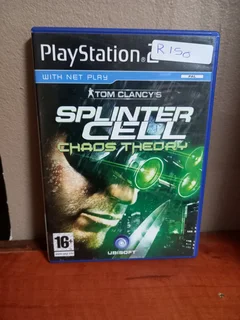 PlayStation 2
R150
WITH NET PLAY
TOM CLANCY'S
SPLINTER
CELL
CHAOS THEORY
16+
UBISOFT